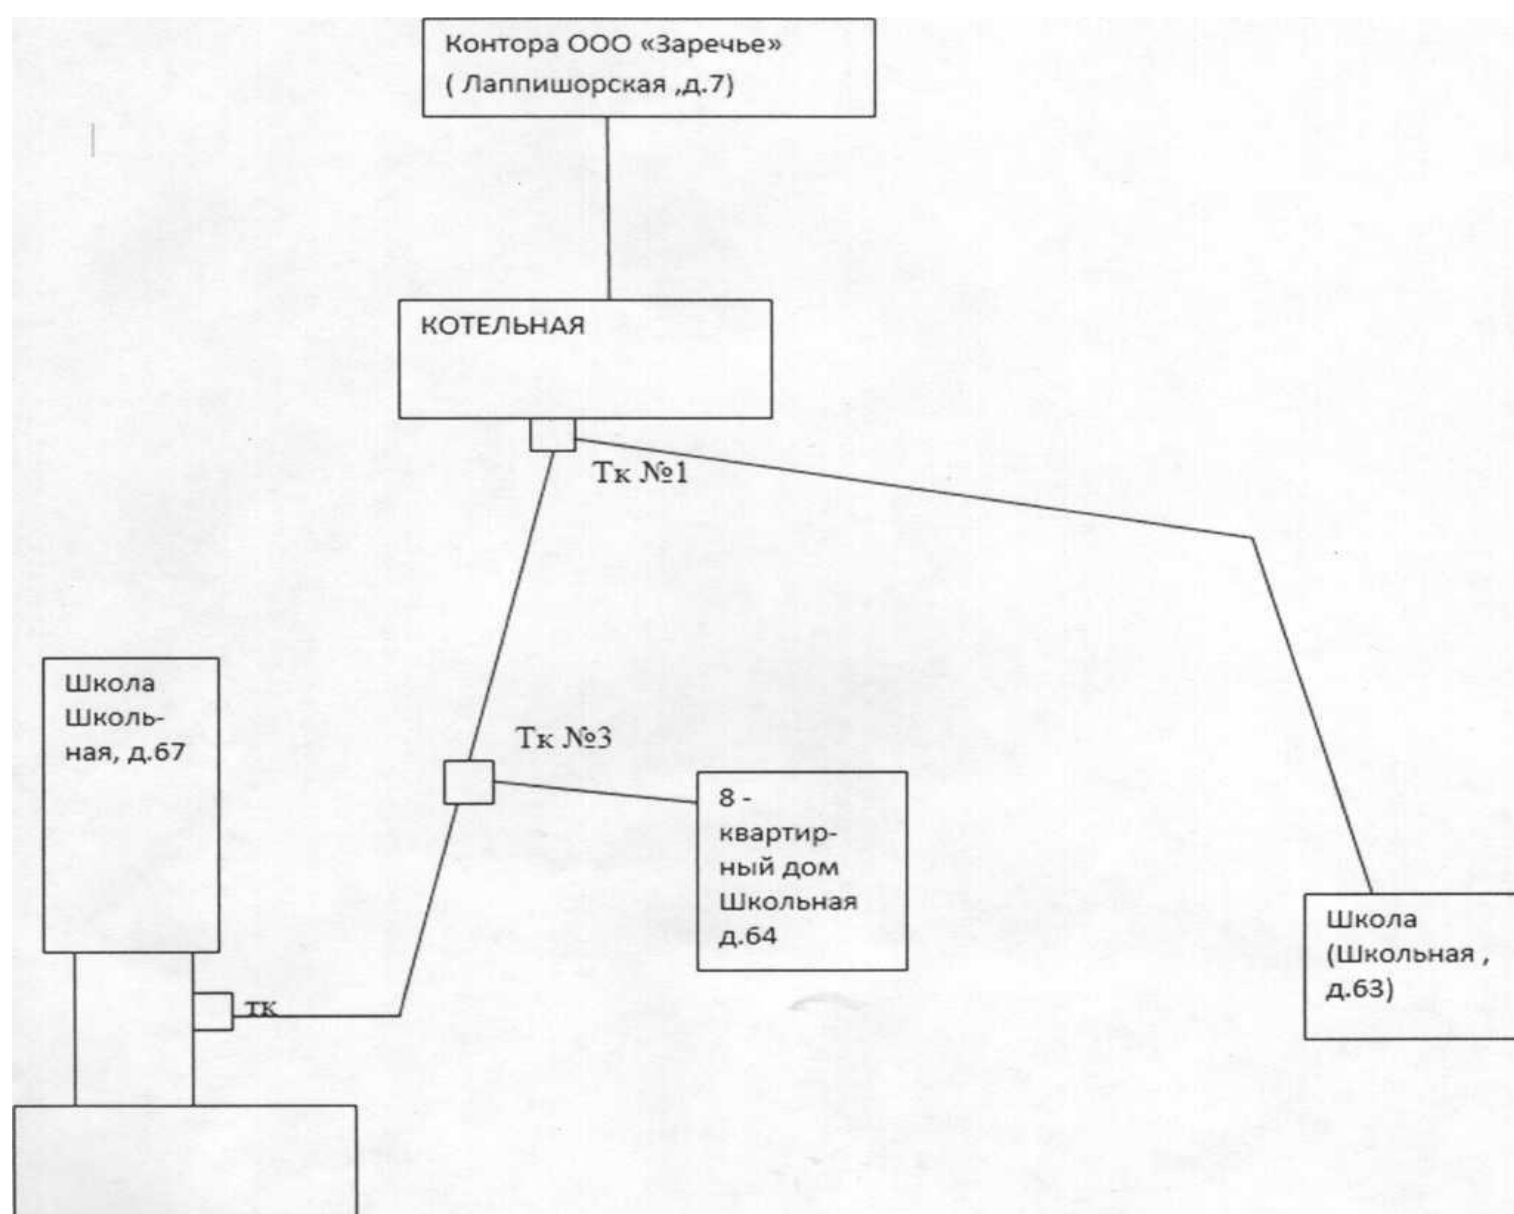 Контора ООО «Заречье»
( Лаппишорская ,д.7)
КОТЕЛЬНАЯ
Тк №1
Школа
Школь-
ная, д.67
Тк №3
8 -
квартир-
ный дом
Школьная
д.64
Школа
(Школьная ,
д.63)
тк